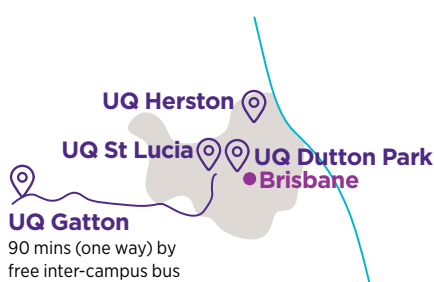 UQ Herston
UQ St Lucia
UQ Dutton Park
Brisbane
UQ Gatton
90 mins (one way) by
free inter-campus bus